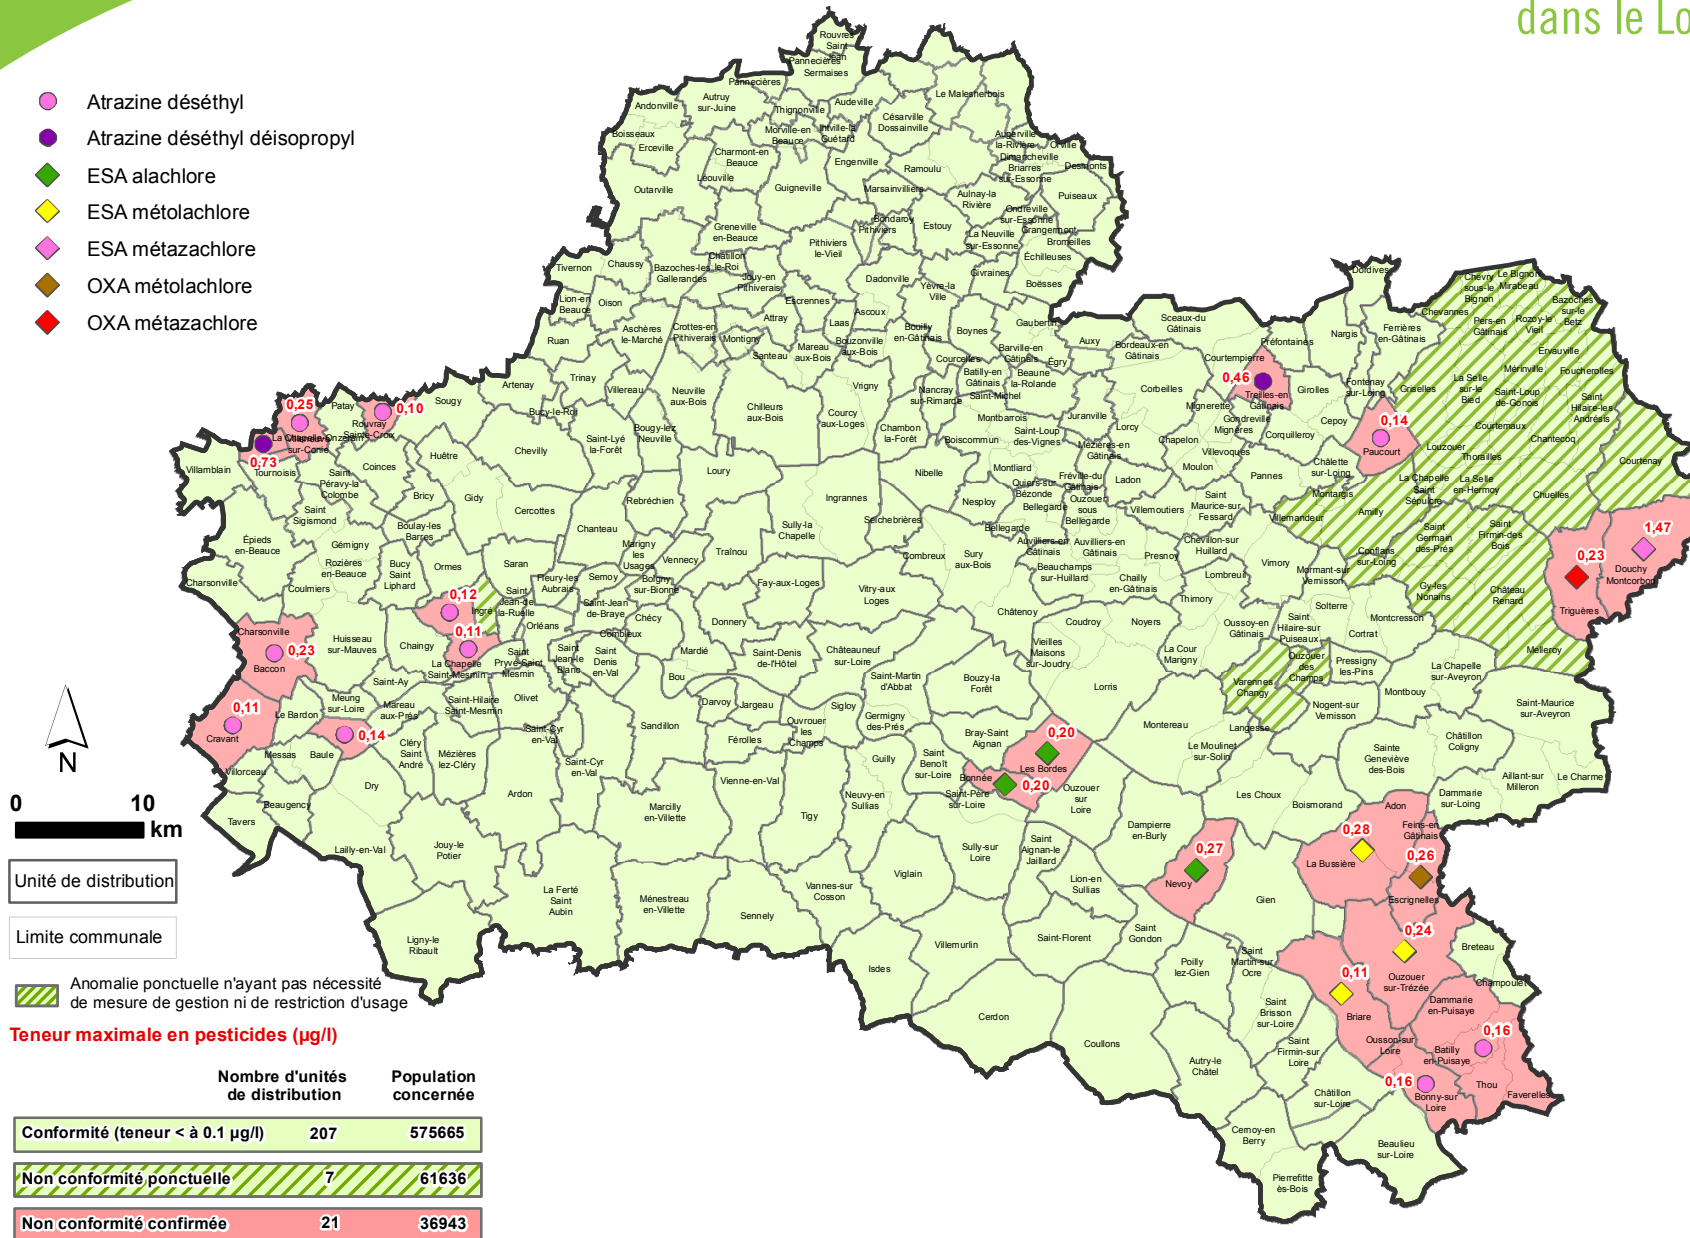 dans le Lo
Atrazine déséthyl
Atrazine déséthyl déisopropyl
ESA alachlore
ESA métolachlore
ESA métazachlore
OXA métolachlore
OXA métazachlore
Rouvres
Saint
Jean
Pannecières
Sermaises
Pannecières
Andonville
Autruy
sur-Juine
Thignonville
Audeville
Le Malesherbois
Césarville
Dossainville
Boisseaux
Erceville
Morville-en
Beauce
Intville-la
Guétard
Charmont-en
Beauce
Engenville
Ramoulu
Augerville
la-Rivière
Orville
Dimancheville
Briarres
sur-Essonne
Desmonts
Puiseaux
Outarville
Léouville
Guigneville
Marsainvilliers
Aulnay-la
Rivière
Ondreville
sur-Essonne
Grangermont
Bromeilles
Greneville
en-Beauce
Bondaroy
Pithiviers
Estouy
La Neuville
sur-Essonne
Échilleuses
Pithiviers
le-Vieil
Tivernon
Chaussy
Bazoches-les
Gallerandes
Châtillon
le-Roi
Jouy-en
Pithiverais
Dadonville
Yèvre-la
Ville
Givraines
Boësses
Lion-en
Beauce
Oison
Escrennes
Ascoux
Attray
Laas
Ruan
Aschères
le-Marché
Crottes-en
Pithiverais
Montigny
Santeau
Mareau
aux-Bois
Bouzonville
aux-Bois
Bouilly
en-Gâtinais
Boynes
Gaubertin
Auxy
Barville-en
Gâtinais
Égry
Courcelles
Batilly-en
Gâtinais
Beaune
la-Rolande
Saint-Michel
Bordeaux-en
Gâtinais
Sceaux-du
Gâtinais
Courtempierre
Préfontaines
Dordives
Nargis
Ferrières
en-Gâtinais
Chevannes
Chevry
sous-le
Bignon
Le Bignon
Mirabeau
Bazoches
sur-le
Betz
Pers-en
Gâtinais
Rozoy-le
Vieil
Ervauville
Mérinville
Foucherolles
La Selle
sur-le
Bied
Saint-Loup
de-Gonois
Saint
Hilaire-les
Andrésis
Griselles
Courtemaux
Chantecoq
Louzouer
Thorailles
Courtenay
La Chapelle
Saint
Sépulcre
La Selle
en-Hermoy
Chuelles
Artenay
Trinay
Villereau
Neuville
aux-Bois
Chilleurs
aux-Bois
Vrigny
Courcy
aux-Loges
Nancray
sur-Rimarde
Chambon
la-Forêt
Montbarrois
Boiscommun
Saint-Loup
des-Vignes
Juranville
Corbeilles
Lorcy
Mignerette
0,46
Treilles-en
Gâtinais
Girolles
Gondreville
Mignères
Corquilleroy
Fontenay
sur-Loing
Cepoy
0,14
Paucourt
0,25
Patay
0,10
Rouvray
Sainte-Croix
Sougy
Bucy-le-Roi
Bougy-lez
Neuville
Saint-Lyé
la-Forêt
La Chapelle-Onzerain
Villeneuve
sur-Conie
0,73
Tournoisis
Villamblain
Saint
Péravy-la
Colombe
Coinces
Huêtre
Chevilly
Loury
Ingrannes
Nibelle
Montliard
Mézières-en
Gâtinais
Chapelon
Villevoques
Moulon
Pannes
Châlette
sur-Loing
Montargis
Saint
Sigismond
Bricy
Gidy
Cercottes
Rebréchien
Nesploy
Quiers-sur
Bézonde
Bellegarde
Fréville-du
Gâtinais
Ladon
Ouzouer
sous
Bellegarde
Villemoutiers
Saint
Maurice-sur
Fessard
Villemandeur
Amilly
Saint
Germain
des-Prés
Saint
Firmin-des
Bois
1,47
0,23
Douchy
Montcorbon
Triguères
Épieds
en-Beauce
Boulay-les
Barres
Gémigny
Rozières
en-Beauce
Bucy
Saint
Liphard
Ormes
Saran
Chanteau
Marigny
les
Usages
Vennecy
Traînou
Sully-la
Chapelle
Seichebrières
Combreux
Sury
aux-Bois
Bellegarde
Auvilliers-en
Gâtinais
Auvilliers-en
Gâtinais
Beauchamps
sur-Huillard
Presnoy
Chevillon-sur
Huillard
Lombreuil
Vimory
Mormant-sur
Vernisson
Conflans
sur-Loing
Gy-les
Nonains
Château
Renard
Charsonville
Coulmiers
Fleury-les
Aubrais
Semoy
Boigny
sur-Bionne
Fay-aux-Loges
Vitry-aux
Loges
Chailly
en-Gâtinais
Thimory
0,12
Ingré
Saint
Jean-de
la-Ruelle
Saint-Jean
de-Braye
Chécy
Donnery
Châtenoy
Coudroy
Noyers
Oussoy-en
Gâtinais
Saint
Hilaire-sur
Puiseaux
Solterre
Montcresson
Cortrat
Charsonville
0,23
Baccon
Huisseau
sur-Mauves
Chaingy
0,11
La Chapelle
Saint-Mesmin
Orléans
Combleux
Saint
Pryvé-Saint
Mesmin
Saint
Jean-le
Blanc
Saint
Denis
en-Val
Mardié
Saint-Denis
de-l'Hôtel
Châteauneuf
sur-Loire
Vieilles
Maisons
sur-Joudry
La Cour
Marigny
Ouzouer
des
Champs
Varennes
Changy
Pressigny
les-Pins
La Chapelle
sur-Aveyron
Melleroy
Saint-Ay
Bou
Saint-Martin
d'Abbat
Bouzy-la
Forêt
Lorris
Montbouy
Saint-Maurice
sur-Aveyron
0,11
Cravant
Le Bardon
Meung
sur-Loire
Mareau
aux-Prés
0,14
Saint-Hilaire
Saint-Mesmin
Olivet
Darvoy
Jargeau
Sigloy
Ouvrouer
les
Champs
Germigny
des-Prés
Sandillon
Férolles
Montereau
Langesse
Nogent-sur
Vernisson
Messas
Baule
Cléry
Saint
André
Mézières
lez-Cléry
Saint-Cyr
en-Val
Saint-Cyr
en-Val
Guilly
Saint
Benoît
sur-Loire
Bray-Saint
Aignan
0,20
Les Bordes
Bonnée
0,20
Saint-Père
sur-Loire
Ouzouer
sur
Loire
Le Moulinet
sur-Solin
Sainte
Geneviève
des-Bois
Châtillon
Coligny
Aillant-sur
Milleron
Le Charme
Dammarie
sur-Loing
Villorceau
Beaugency
Tavers
Dry
Ardon
Vienne-en-Val
Neuvy-en
Sullias
Marcilly
en-Villette
Tigy
Les Choux
Boismorand
Adon
Feins-en
Gâtinais
Lailly-en-Val
Jouy-le
Potier
Viglain
Sully-sur
Loire
Saint
Aignan-le
Jaillard
Dampierre
en-Burly
0,27
Nevoy
0,28
La Bussière
0,26
Escrignelles
La Ferté
Saint
Aubin
Ménestreau
en-Villette
Sennely
Vannes-sur
Cosson
Lion-en
Sullias
Gien
Ligny-le
Ribault
Villemurlin
Saint-Florent
Saint
Gondon
0,24
Ouzouer
sur-Trézée
Breteau
Isdes
Poilly
lez-Gien
Saint
Martin-sur
Ocre
0,11
Briare
Champoulet
Dammarie
en-Puisaye
Cerdon
Coullons
Saint
Brisson
sur-Loire
Saint
Firmin-sur
Loire
Ousson-sur
Loire
Batilly
en-Puisaye
0,16
Thou
Faverelles
0,16
Bonny-sur
Loire
Autry-le
Châtel
Châtillon
sur-Loire
Cernoy-en
Berry
Beaulieu
sur-Loire
Pierrefitte
ès-Bois
N
0 10
km
Unité de distribution
Limite communale
Anomalie ponctuelle n'ayant pas nécessité
de mesure de gestion ni de restriction d'usage
Teneur maximale en pesticides (µg/l)
Nombre d'unités
de distribution
Population
concernée
Conformité (teneur < à 0.1 µg/l) 207 575665
Non conformité ponctuelle 7 61636
Non conformité confirmée 21 36943